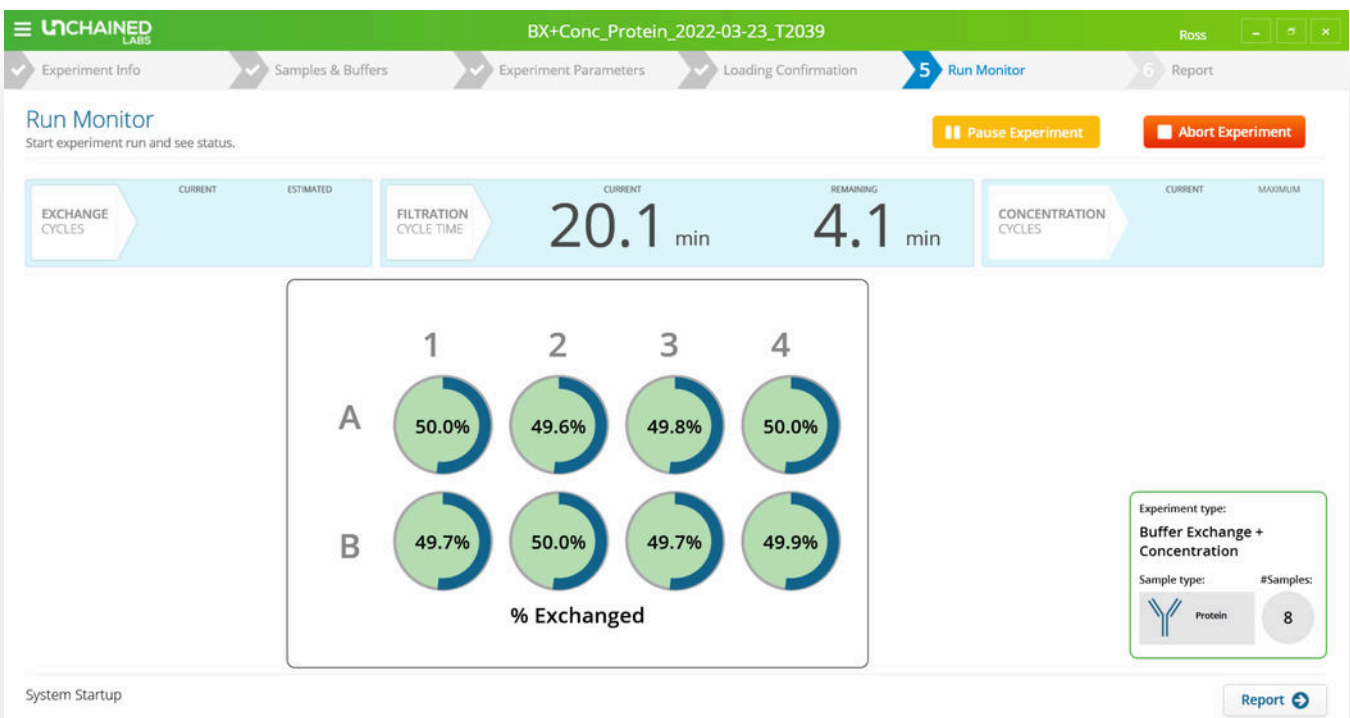 UNCHAINED
LABS
BX+Conc_Protein_2022-03-23_T2039
Ross
Experiment Info
Samples & Buffers
Experiment Parameters
Loading Confirmation
5 Run Monitor
6 Report
Run Monitor
Start experiment run and see status.
Pause Experiment
Abort Experiment
EXCHANGE
CYCLES
CURRENT
ESTIMATED
FILTRATION
CYCLE TIME
CURRENT
20.1 min
REMAINING
4.1 min
CONCENTRATION
CYCLES
CURRENT
MAXIMUM
1 2 3 4
A 50.0% 49.6% 49.8% 50.0%
B 49.7% 50.0% 49.7% 49.9%
% Exchanged
Experiment type:
Buffer Exchange +
Concentration
Sample type: #Samples:
Protein 8
System Startup
Report